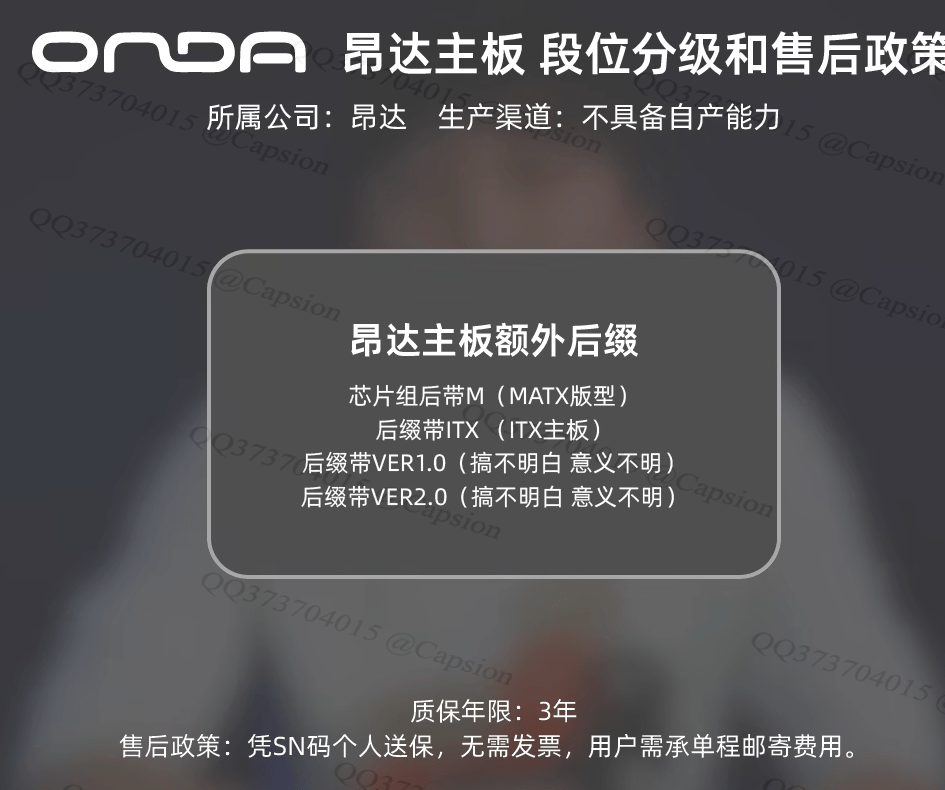 ONDA 昂达主板 段位分级和售后政策
所属公司：昂达 生产渠道：不具备自产能力
昂达主板额外后缀
芯片组后带M（MATX版型）
后缀带ITX （ITX主板）
后缀带VER1.0（搞不明白 意义不明）
后缀带VER2.0（搞不明白 意义不明）
质保年限：3年
售后政策：凭SN码个人送保，无需发票，用户需承单程邮寄费用。
QQ373704015 @Capsion